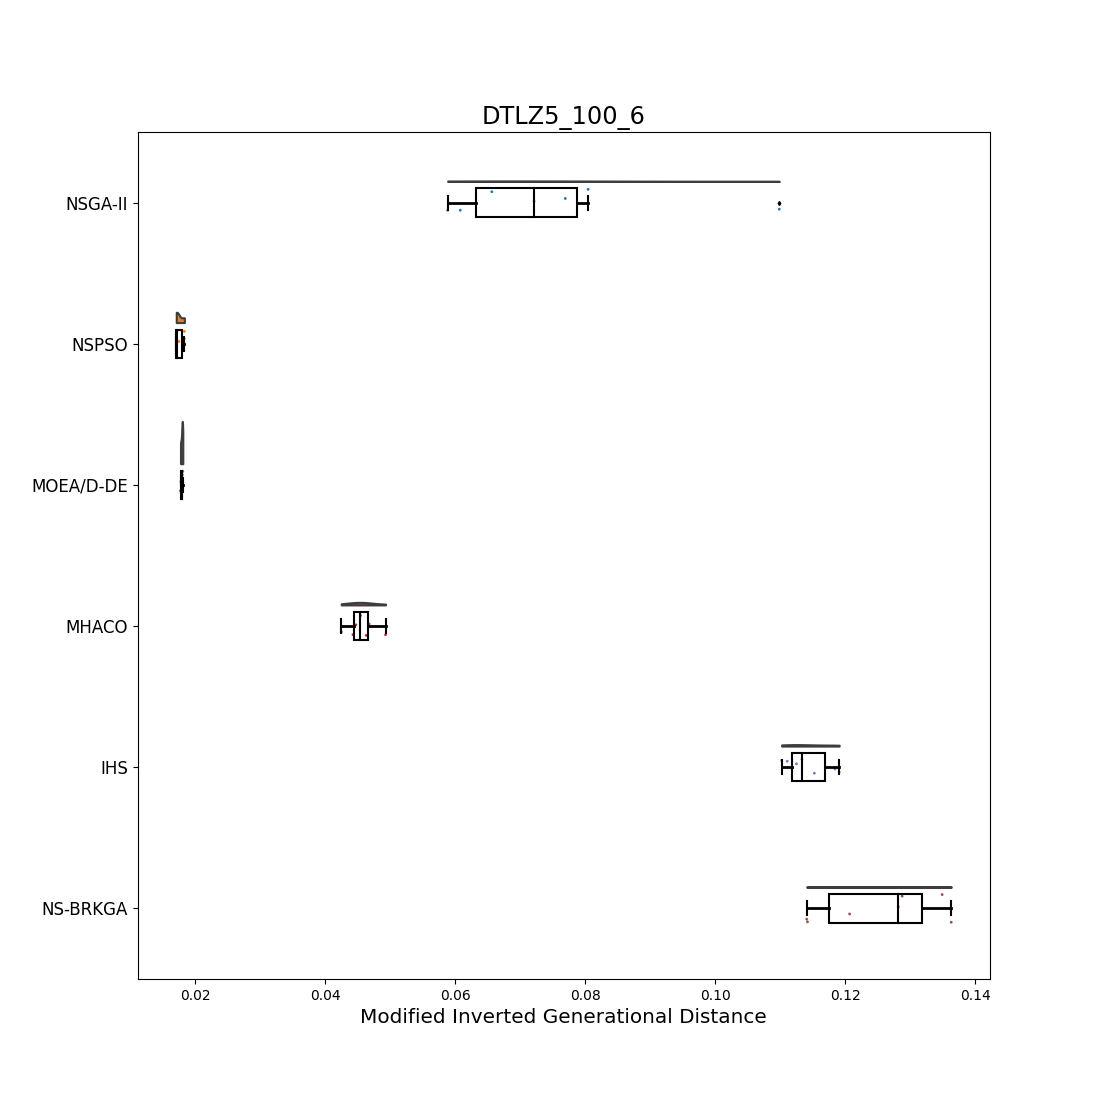 DTLZ5_100_6
NSGA-II
NSPSO
MOEA/D-DE
MHACO
IHS
NS-BRKGA
0.02 0.04 0.06 0.08 0.10 0.12 0.14
Modified Inverted Generational Distance